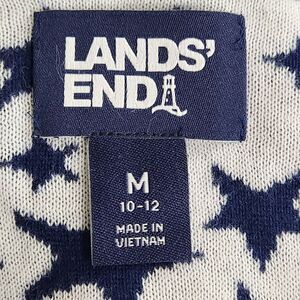 LANDS'
END
M
10-12
MADE IN
VIETNAM